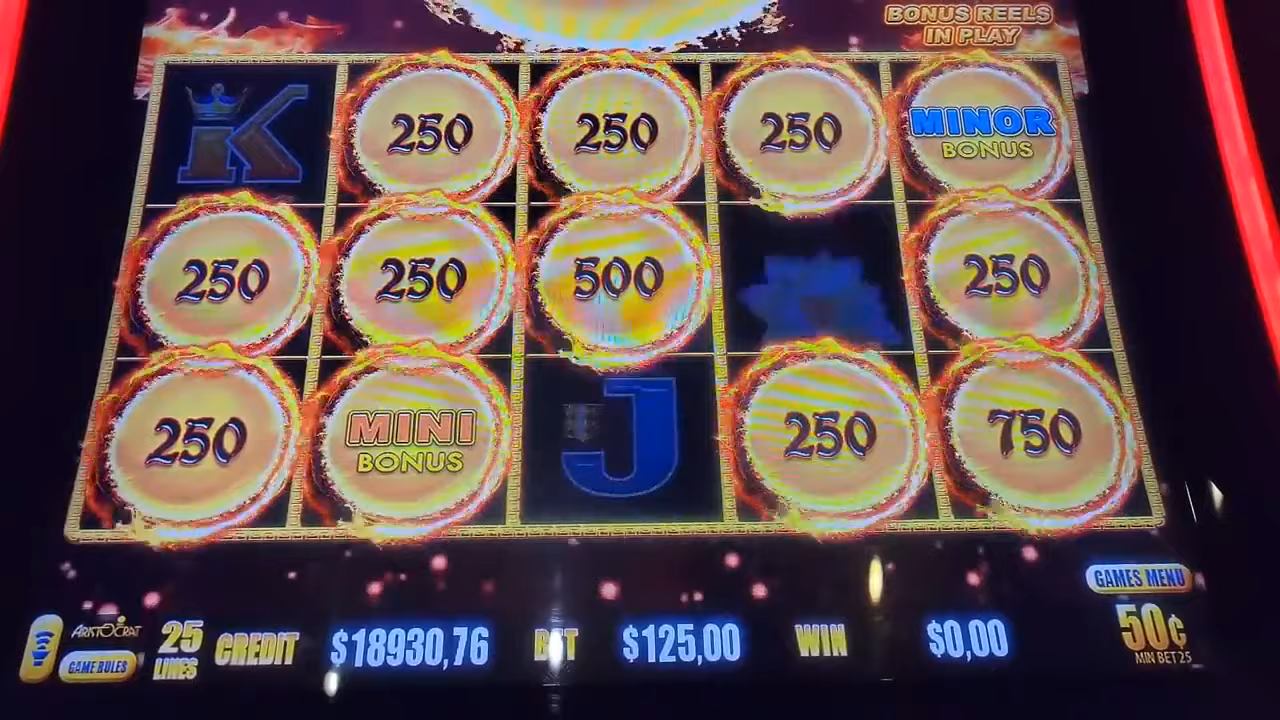 BONUS REELS
IN PLAY
K 250 250 250 MINOR
BONUS
250 250 500 250
250 MINI
BONUS J 250 750
GAMES MENU
ARISTOCRAT
GAME RULES
25
LINES
CREDIT $18930,76 BET $125,00 WIN $0,00
50¢
MIN BET 25